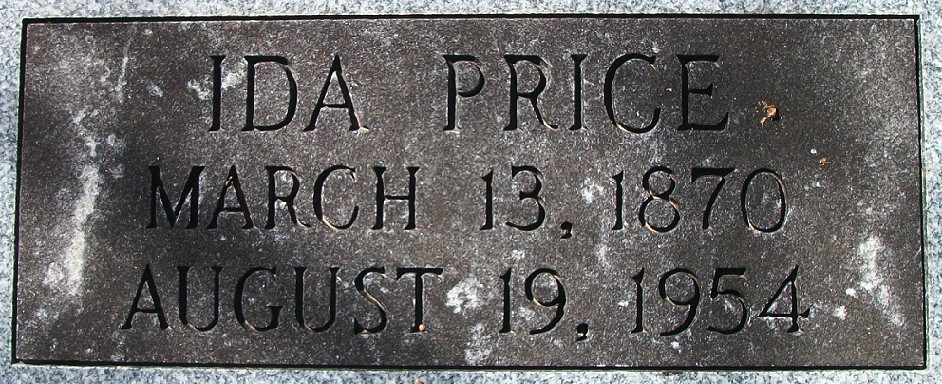 IDA PRICE
MARCH 13, 1870
AUGUST 19, 1954